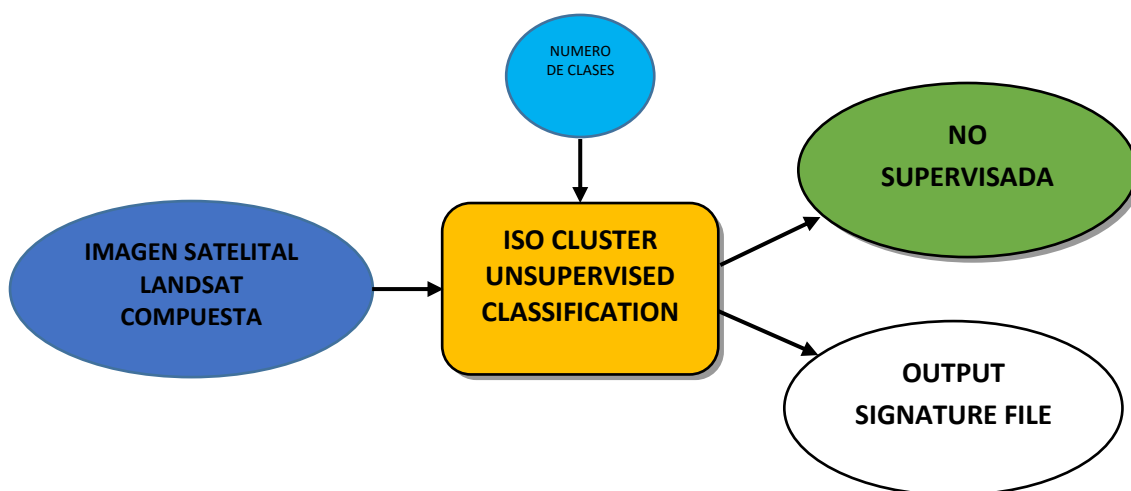 NUMERO
DE CLASES
NO
SUPERVISADA
IMAGEN SATELITAL
LANDSAT
COMPUESTA
ISO CLUSTER
UNSUPERVISED
CLASSIFICATION
OUTPUT
SIGNATURE FILE